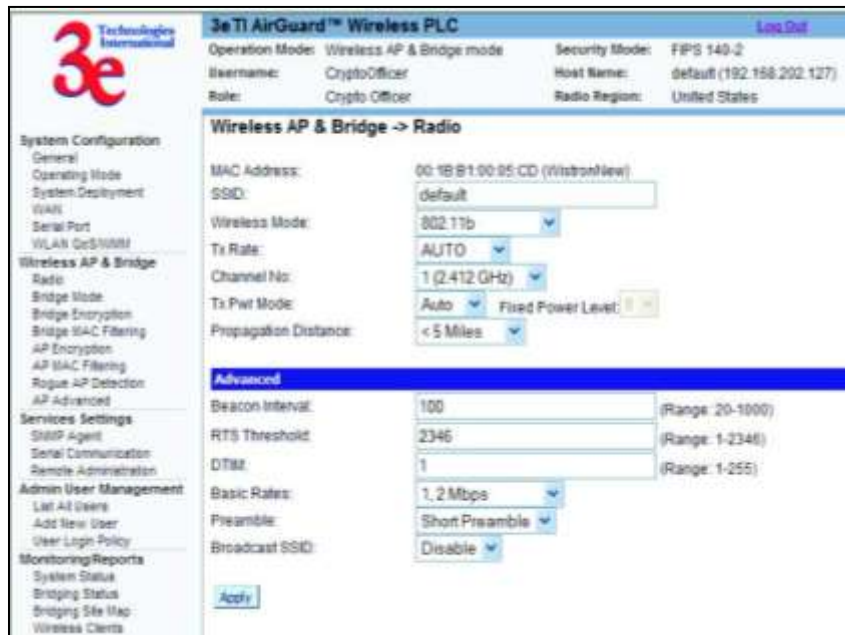 3e Technologies International
3eTI AirGuard™ Wireless PLC
Log Out
Operation Mode: Wireless AP & Bridge mode Security Mode: FIPS 140-2
Username: CryptoOfficer Host Name: default (192.168.202.127)
Role: Crypto Officer Radio Region: United States
System Configuration
General
Operating Mode
System Deployment
WAN
Serial Port
WLAN QoS/WMM
Wireless AP & Bridge
Radio
Bridge Mode
Bridge Encryption
Bridge MAC Filtering
AP Encryption
AP MAC Filtering
Rogue AP Detection
AP Advanced
Services Settings
SNMP Agent
Serial Communication
Remote Administration
Admin User Management
List All Users
Add New User
User Login Policy
Monitoring/Reports
System Status
Bridging Status
Bridging Site Map
Wireless Clients
Wireless AP & Bridge -> Radio
MAC Address: 00:1B:B1:00:05:CD (WistronNew)
SSID: default
Wireless Mode: 802.11b
Tx Rate: AUTO
Channel No: 1 (2.412 GHz)
Tx Pwr Mode: Auto Fixed Power Level:
Propagation Distance: < 5 Miles
Advanced
Beacon Interval: 100 (Range: 20-1000)
RTS Threshold: 2346 (Range: 1-2346)
DTIM: 1 (Range: 1-255)
Basic Rates: 1, 2 Mbps
Preamble: Short Preamble
Broadcast SSID: Disable
Apply